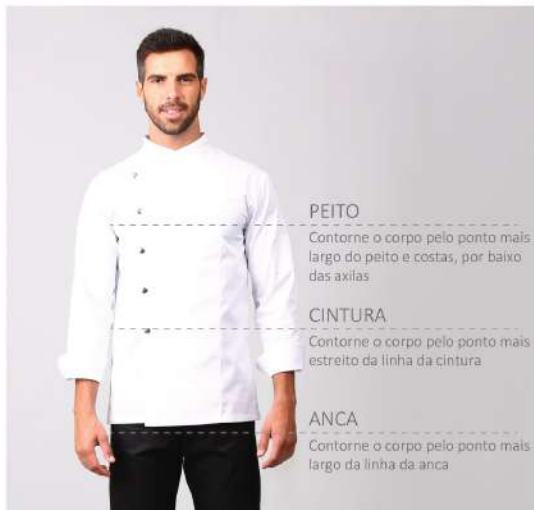 PEITO
Contorne o corpo pelo ponto mais
largo do peito e costas, por baixo
das axilas
CINTURA
Contorne o corpo pelo ponto mais
estreito da linha da cintura
ANCA
Contorne o corpo pelo ponto mais
largo da linha da anca